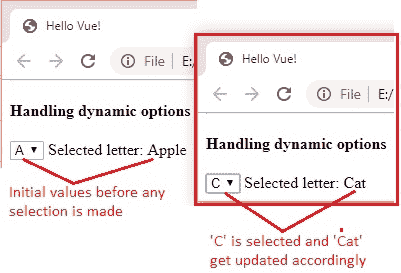 Hello Vue!
File E:/
Handling dynamic options
A ▼ Selected letter: Apple
Initial values before any
selection is made
Hello Vue!
File E:/
Handling dynamic options
C ▼ Selected letter: Cat
'C' is selected and 'Cat'
get updated accordingly